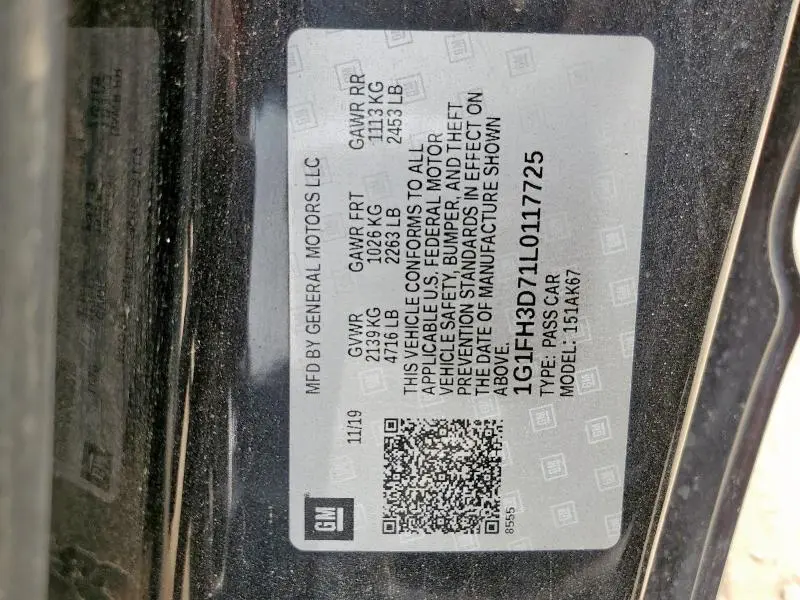 GM
11/19
MFD BY GENERAL MOTORS LLC
GVWR GAWR FRT GAWR RR
2139 KG 1026 KG 1113 KG
4716 LB 2263 LB 2453 LB
THIS VEHICLE CONFORMS TO ALL
APPLICABLE U.S. FEDERAL MOTOR
VEHICLE SAFETY, BUMPER, AND THEFT
PREVENTION STANDARDS IN EFFECT ON
THE DATE OF MANUFACTURE SHOWN
ABOVE.
1G1FH3D71L0117725
TYPE: PASS CAR
MODEL: 151AK67
8555